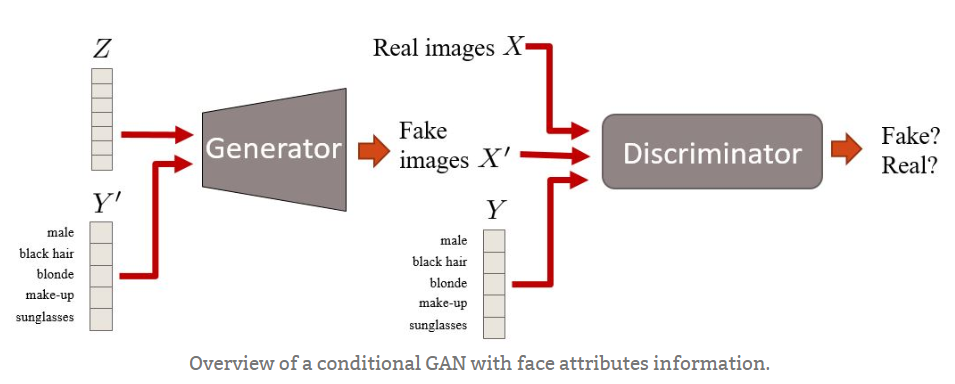 Z
Y'
male
black hair
blonde
make-up
sunglasses
Generator
Fake
images X'
Real images X
Y
male
black hair
blonde
make-up
sunglasses
Discriminator
Fake?
Real?
Overview of a conditional GAN with face attributes information.